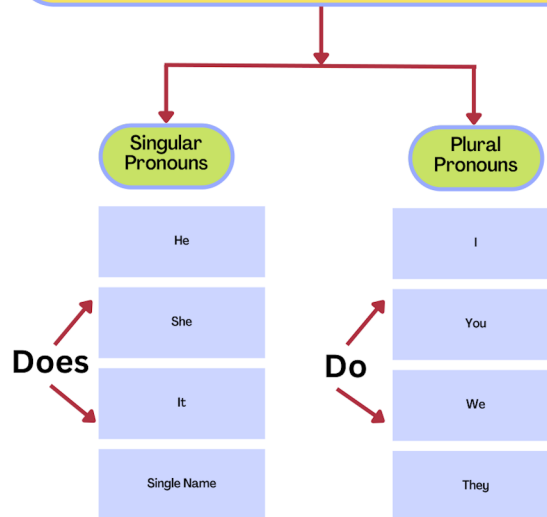 Singular
Pronouns
Plural
Pronouns
He
I
She
You
Does
Do
It
We
Single Name
They